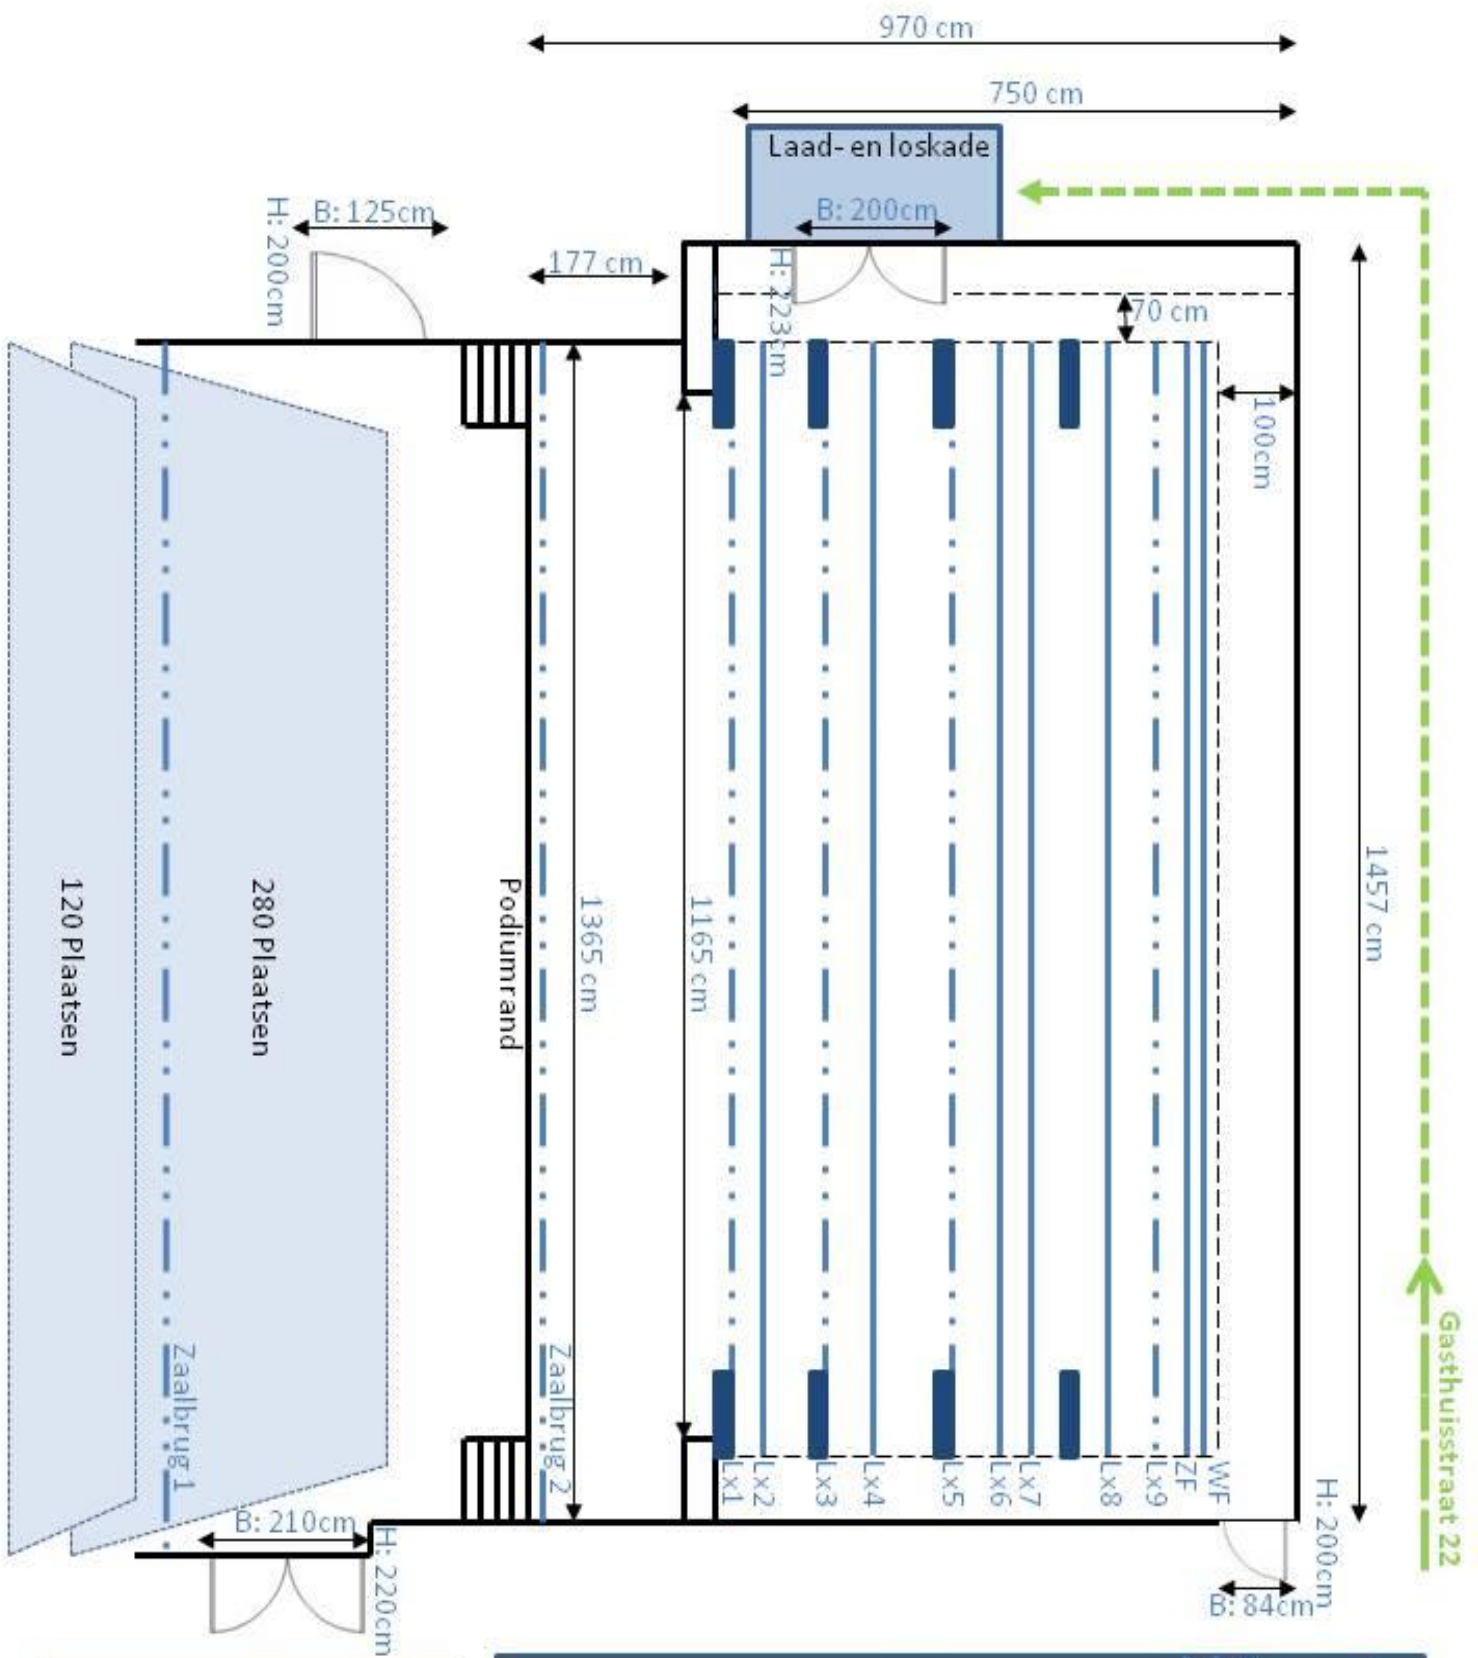 970 cm
750 cm
Laad- en loskade
B: 200cm
H: 223cm
B: 125cm
H: 200cm
177 cm
70 cm
100cm
1457 cm
1365 cm
1165 cm
Podiumrand
280 Plaatsen
120 Plaatsen
Zaalbrug 1
Zaalbrug 2
Lx1
Lx2
Lx3
Lx4
Lx5
Lx6
Lx7
Lx8
Lx9
ZF
WF
B: 210cm
H: 220cm
H: 200cm
B: 84cm
Gasthuisstraat 22